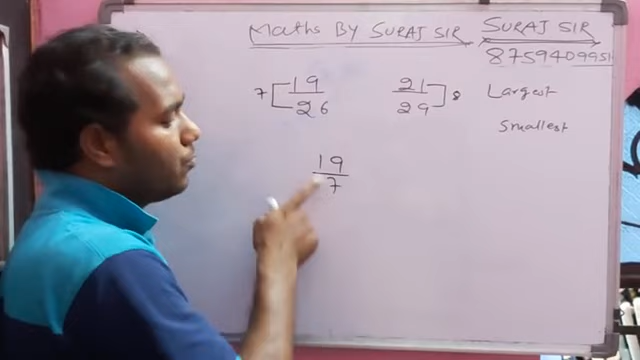 Maths By SURAJ SIR
SURAJ SIR
8759409951
7 [ 19/26
21/29 ] 8
Largest
Smallest
19/7